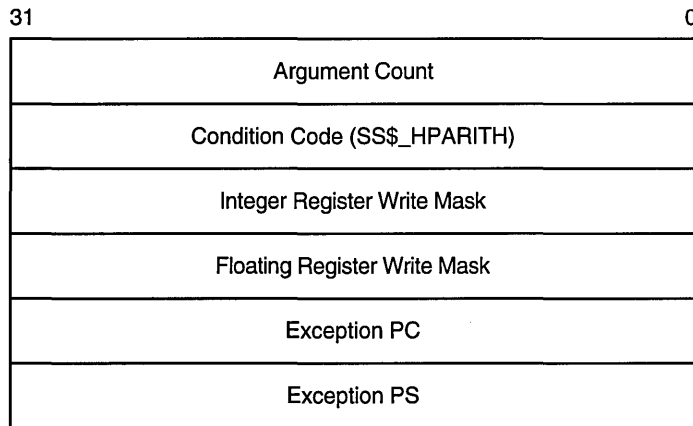 31 0
Argument Count
Condition Code (SS$_HPARITH)
Integer Register Write Mask
Floating Register Write Mask
Exception PC
Exception PS